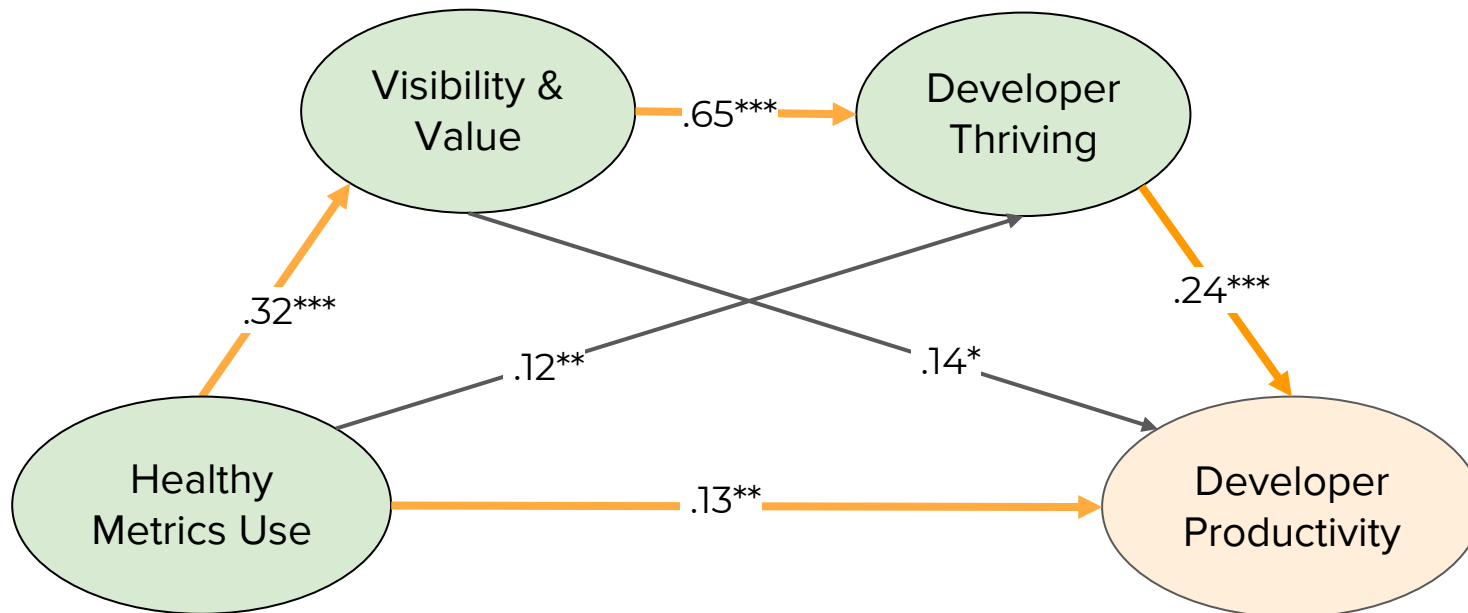 Visibility &
Value
.65***
Developer
Thriving
.32***
.24***
.12**
.14*
Healthy
Metrics Use
.13**
Developer
Productivity